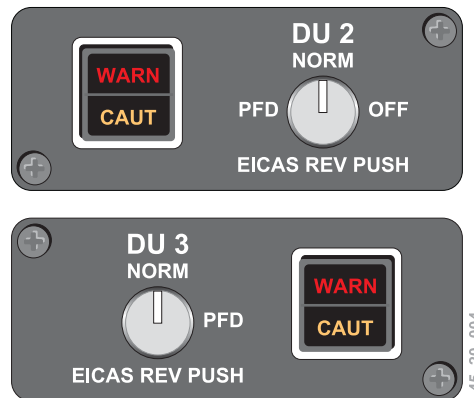 DU 2
NORM
WARN
CAUT
PFD OFF
EICAS REV PUSH
DU 3
NORM
PFD
EICAS REV PUSH
WARN
CAUT